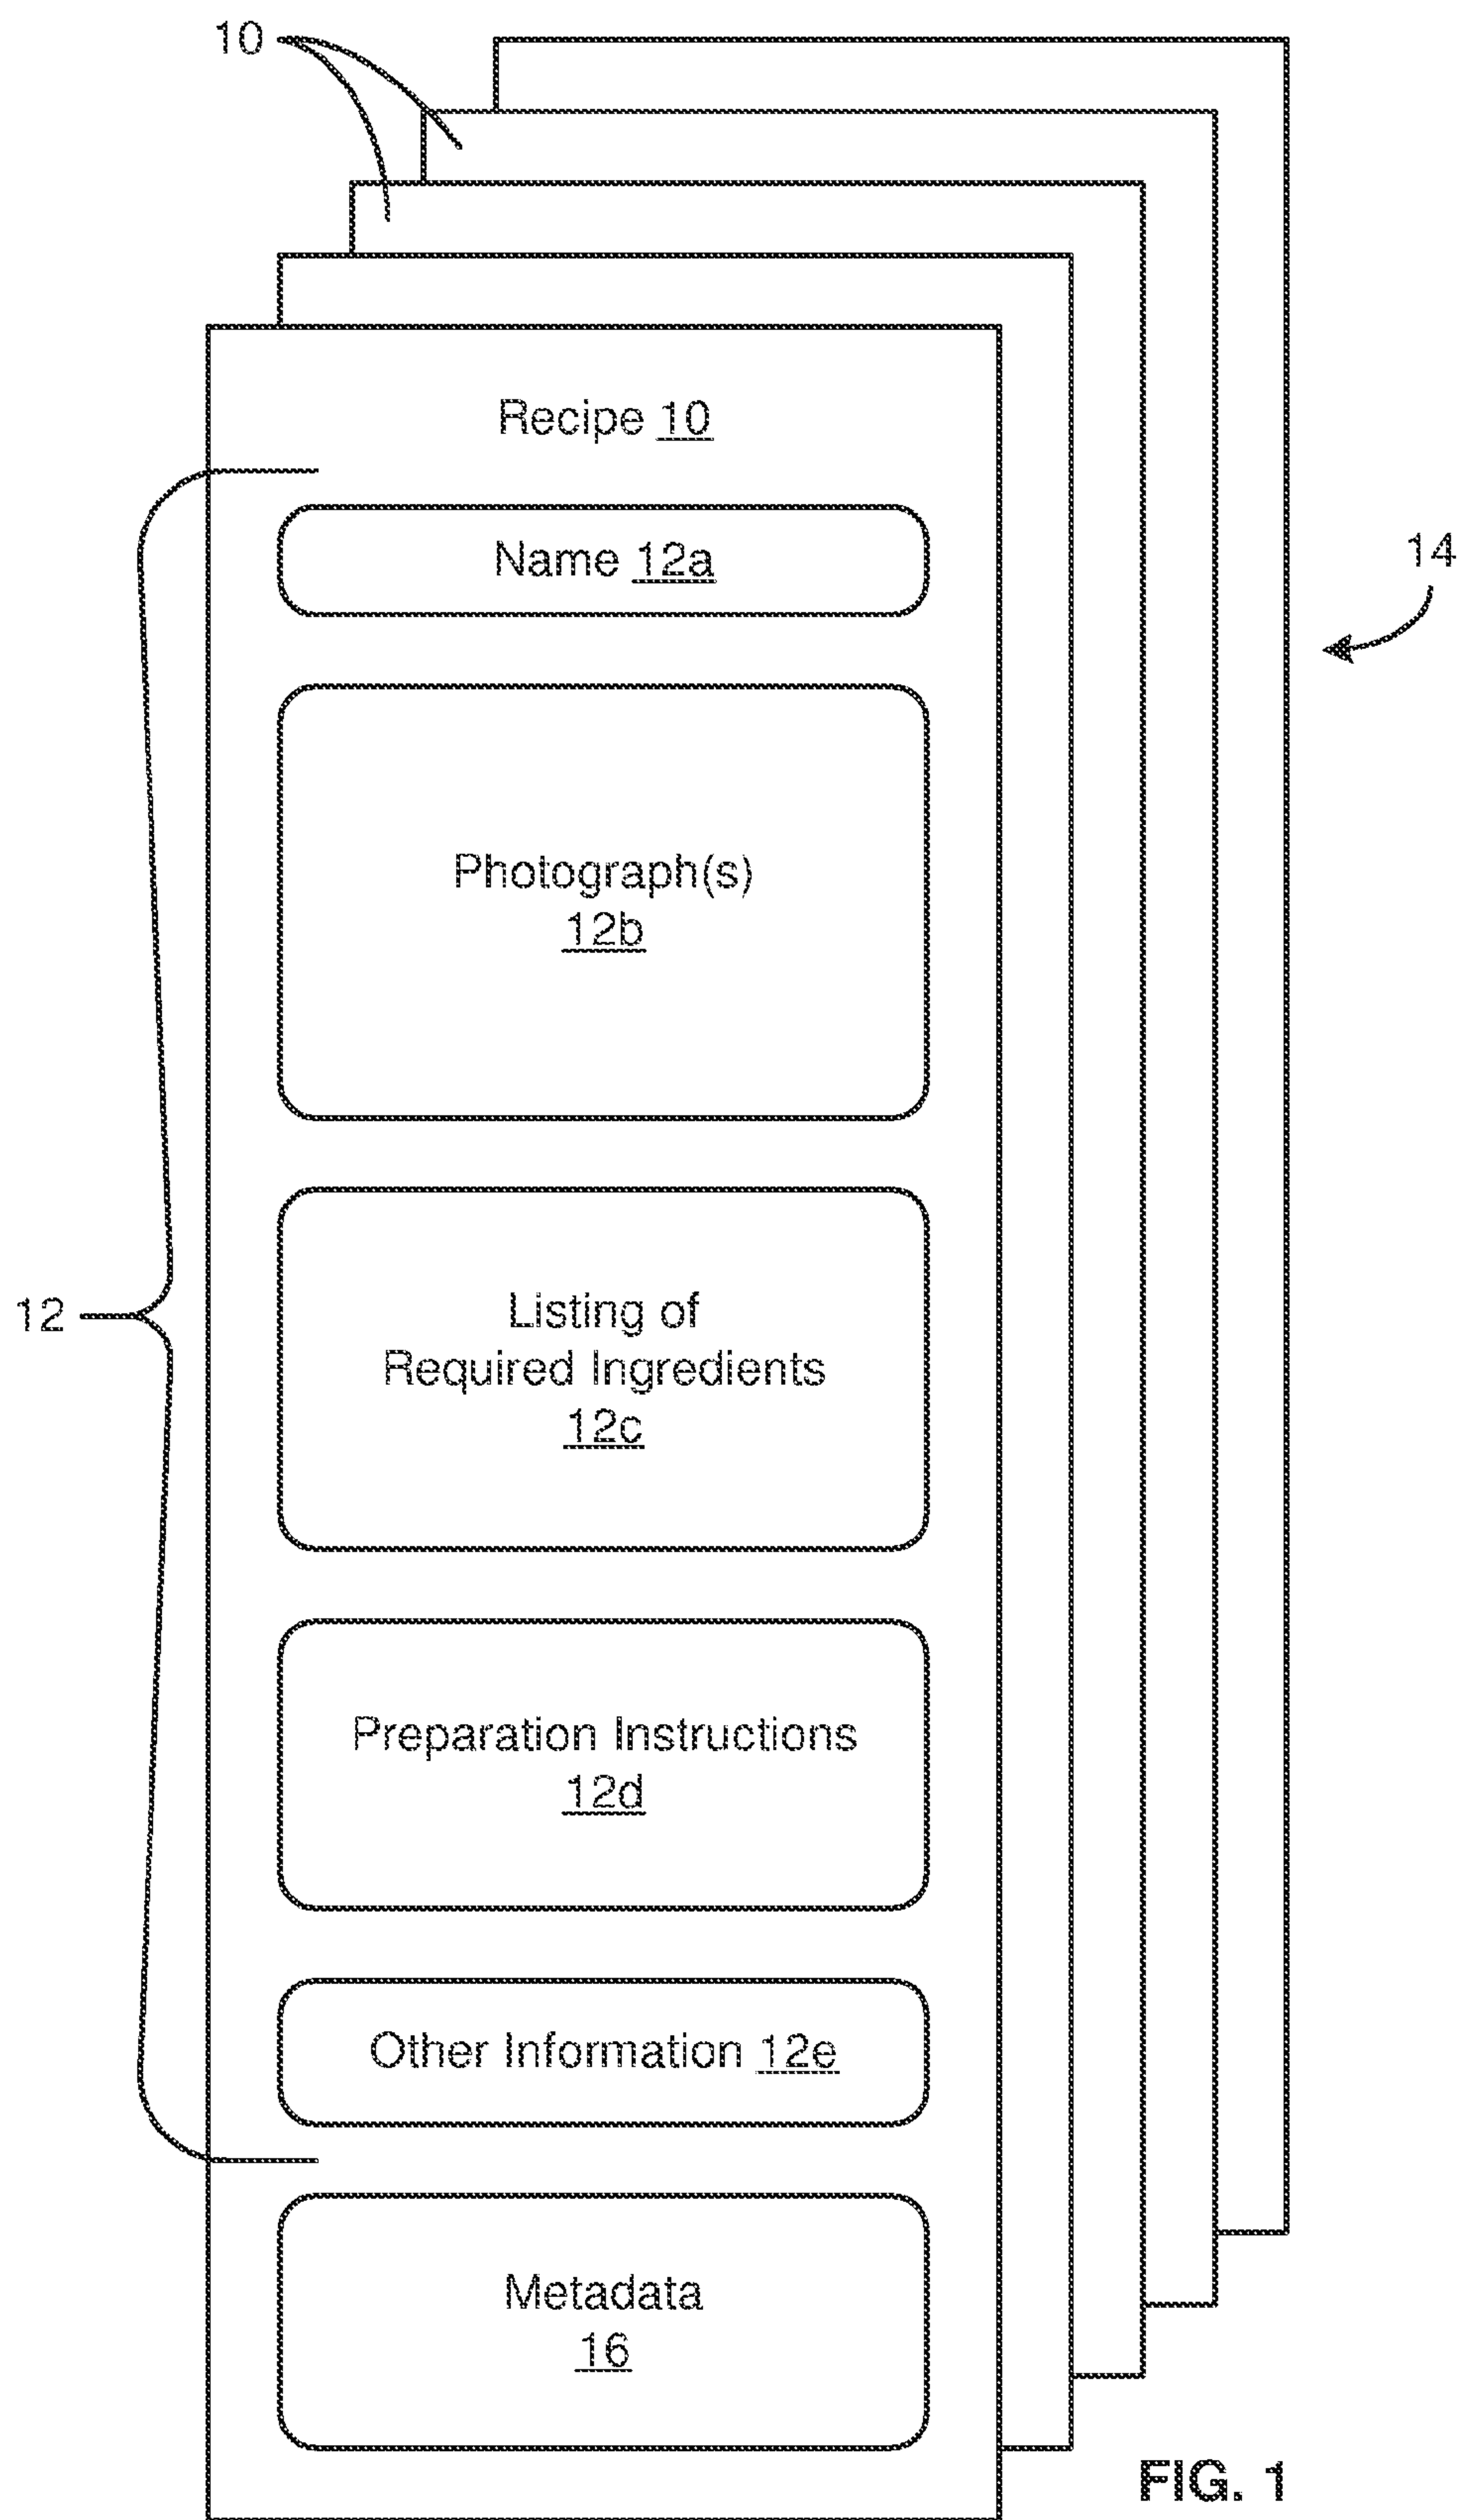 10
Recipe 10
Name 12a
14
Photograph(s)
12b
Listing of
Required Ingredients
12c
12
Preparation Instructions
12d
Other Information 12e
Metadata
16
FIG. 1